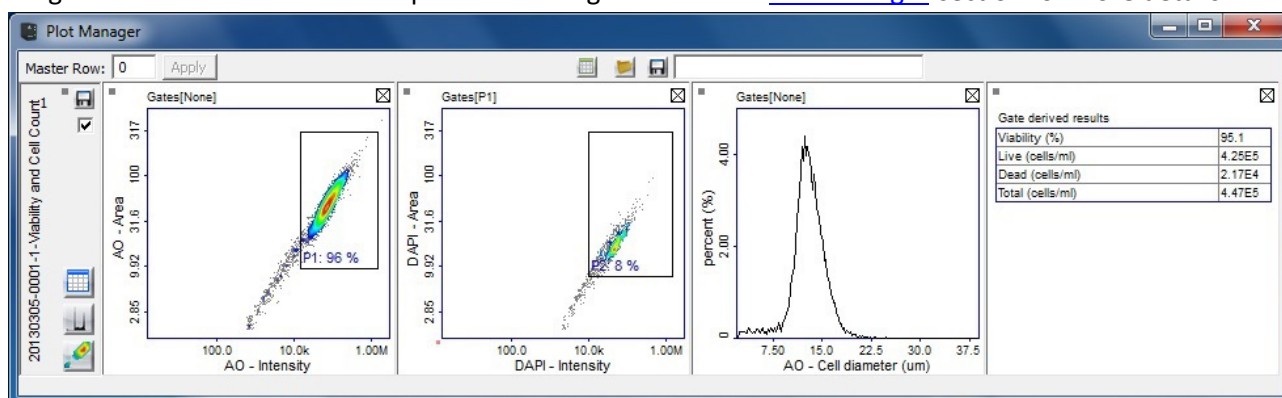 Plot Manager
Master Row: 0 Apply
20130305-0001 -1- Viability and Cell Count1
Gates[None]
AO - Area
317
100
31.6
9.92
2.85
P1: 96 %
100.0 10.0k 1.00M
AO - Intensity
Gates[P1]
DAPI - Area
317
100
31.6
9.92
2.85
P2: 8 %
100.0 10.0k 1.00M
DAPI - Intensity
Gates[None]
percent (%)
4.00
2.00
0
7.50 15.0 22.5 30.0 37.5
AO - Cell diameter (um)
Gate derived results
Viability (%) 95.1
Live (cells/ml) 4.25E5
Dead (cells/ml) 2.17E4
Total (cells/ml) 4.47E5